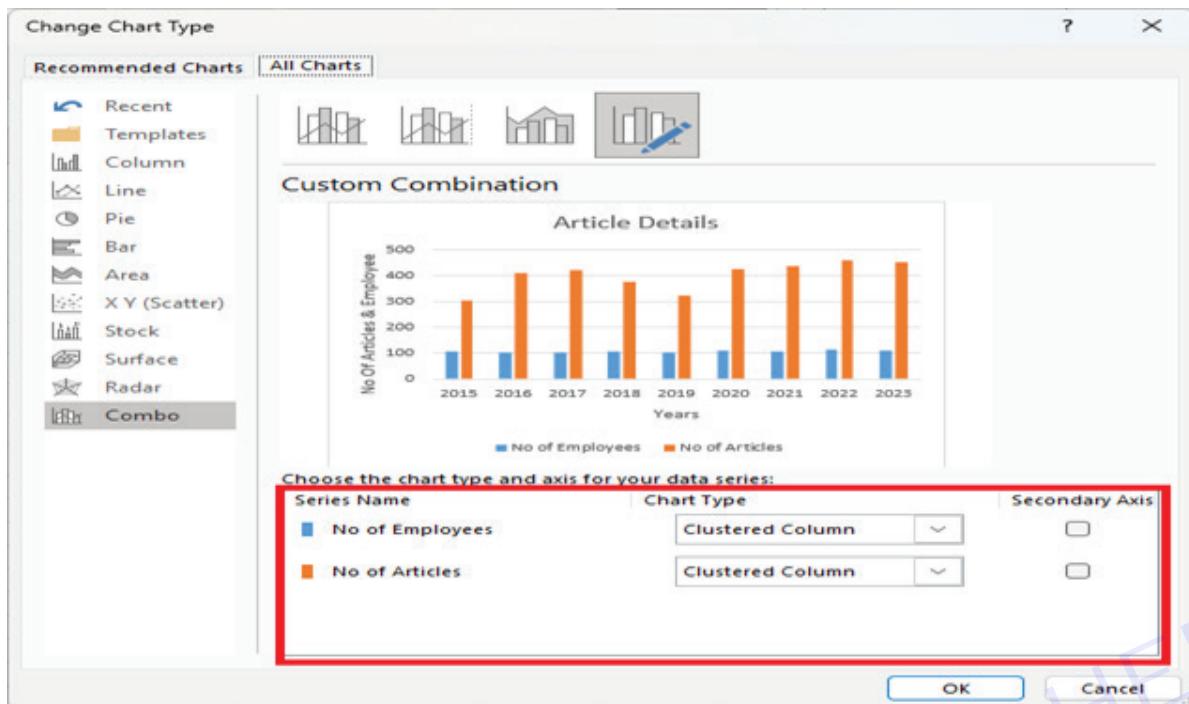 Change Chart Type ? ×
Recommended Charts All Charts
Recent
Templates
Column
Line
Pie
Bar
Area
X Y (Scatter)
Stock
Surface
Radar
Combo
Custom Combination
Article Details
No Of Articles & Employee
500
400
300
200
100
0
2015 2016 2017 2018 2019 2020 2021 2022 2023
Years
No of Employees No of Articles
Choose the chart type and axis for your data series:
Series Name Chart Type Secondary Axis
No of Employees Clustered Column
No of Articles Clustered Column
OK Cancel